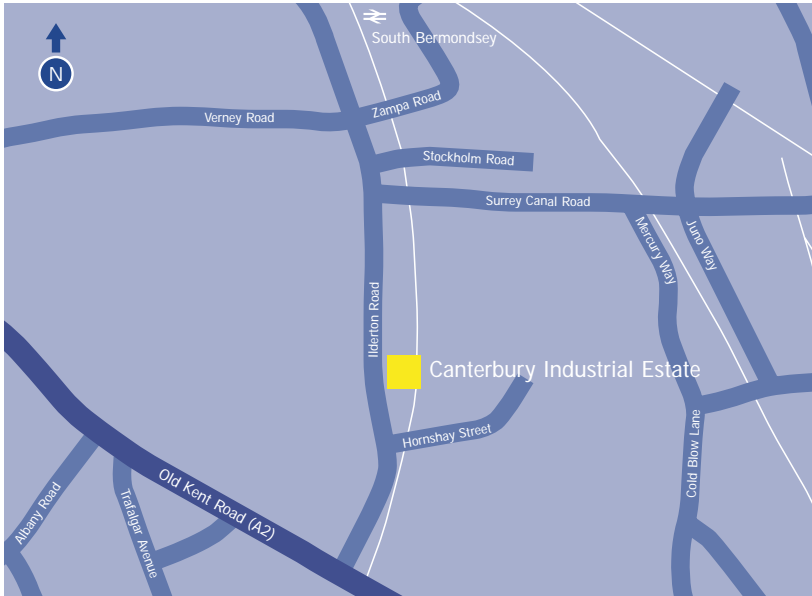 South Bermondsey
N
Zampa Road
Verney Road
Stockholm Road
Surrey Canal Road
Mercury Way
Juno Way
Ilderton Road
Canterbury Industrial Estate
Hornshay Street
Cold Blow Lane
Old Kent Road (A2)
Albany Road
Trafalgar Avenue